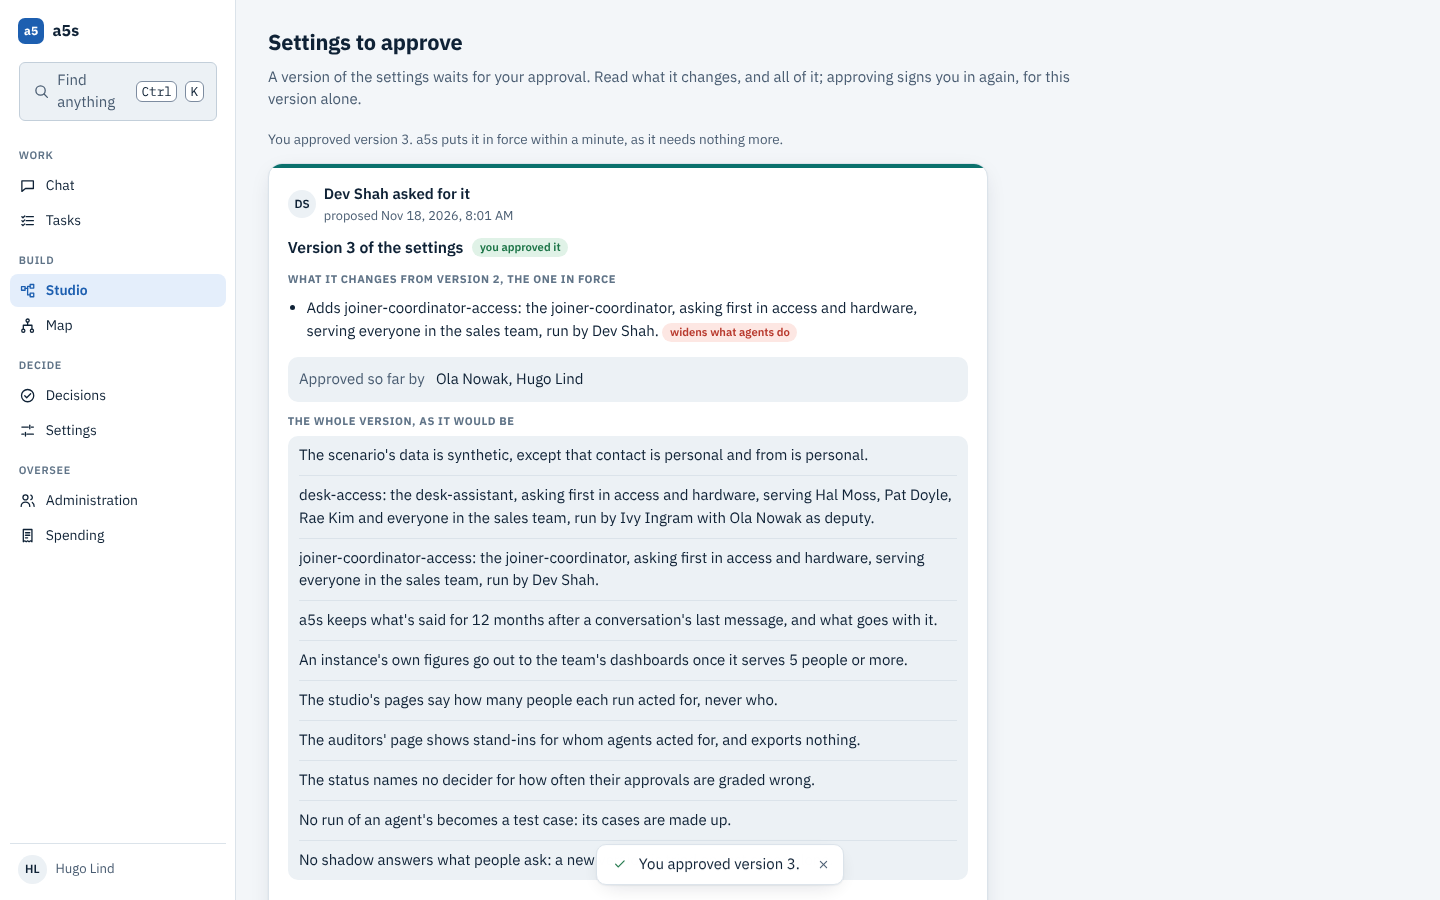 a5 a5s
Find anything Ctrl K
WORK
Chat
Tasks
BUILD
Studio
Map
DECIDE
Decisions
Settings
OVERSEE
Administration
Spending
HL Hugo Lind
Settings to approve
A version of the settings waits for your approval. Read what it changes, and all of it; approving signs you in again, for this
version alone.
You approved version 3. a5s puts it in force within a minute, as it needs nothing more.
DS Dev Shah asked for it
proposed Nov 18, 2026, 8:01 AM
Version 3 of the settings you approved it
WHAT IT CHANGES FROM VERSION 2, THE ONE IN FORCE
• Adds joiner-coordinator-access: the joiner-coordinator, asking first in access and hardware,
serving everyone in the sales team, run by Dev Shah. widens what agents do
Approved so far by Ola Nowak, Hugo Lind
THE WHOLE VERSION, AS IT WOULD BE
The scenario's data is synthetic, except that contact is personal and from is personal.
desk-access: the desk-assistant, asking first in access and hardware, serving Hal Moss, Pat Doyle,
Rae Kim and everyone in the sales team, run by Ivy Ingram with Ola Nowak as deputy.
joiner-coordinator-access: the joiner-coordinator, asking first in access and hardware, serving
everyone in the sales team, run by Dev Shah.
a5s keeps what's said for 12 months after a conversation's last message, and what goes with it.
An instance's own figures go out to the team's dashboards once it serves 5 people or more.
The studio's pages say how many people each run acted for, never who.
The auditors' page shows stand-ins for whom agents acted for, and exports nothing.
The status names no decider for how often their approvals are graded wrong.
No run of an agent's becomes a test case: its cases are made up.
No shadow answers what people ask: a new
You approved version 3.